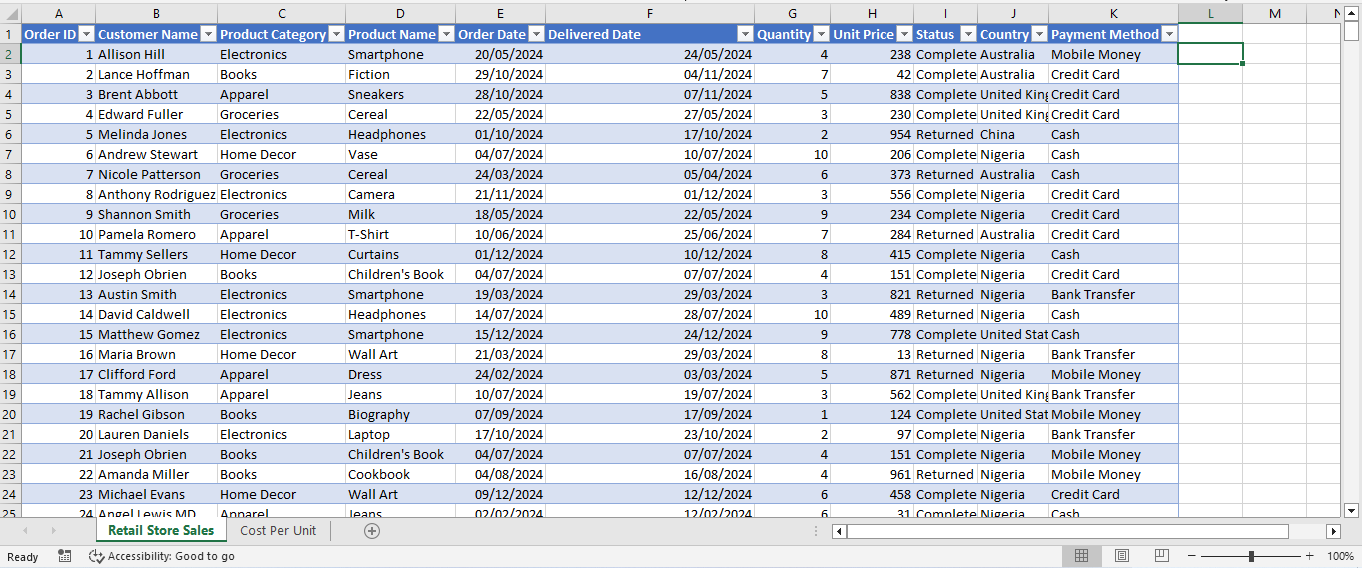 A B C D E F G H I J K L M N
1 Order ID Customer Name Product Category Product Name Order Date Delivered Date Quantity Unit Price Status Country Payment Method
2 1 Allison Hill Electronics Smartphone 20/05/2024 24/05/2024 4 238 Complete Australia Mobile Money
3 2 Lance Hoffman Books Fiction 29/10/2024 04/11/2024 7 42 Complete Australia Credit Card
4 3 Brent Abbott Apparel Sneakers 28/10/2024 07/11/2024 5 838 Complete United King Credit Card
5 4 Edward Fuller Groceries Cereal 22/05/2024 27/05/2024 3 230 Complete United King Credit Card
6 5 Melinda Jones Electronics Headphones 01/10/2024 17/10/2024 2 954 Returned China Cash
7 6 Andrew Stewart Home Decor Vase 04/07/2024 10/07/2024 10 206 Complete Nigeria Cash
8 7 Nicole Patterson Groceries Cereal 24/03/2024 05/04/2024 6 373 Returned Australia Cash
9 8 Anthony Rodriguez Electronics Camera 21/11/2024 01/12/2024 3 556 Complete Nigeria Credit Card
10 9 Shannon Smith Groceries Milk 18/05/2024 22/05/2024 9 234 Complete Nigeria Credit Card
11 10 Pamela Romero Apparel T-Shirt 10/06/2024 25/06/2024 7 284 Returned Australia Credit Card
12 11 Tammy Sellers Home Decor Curtains 01/12/2024 10/12/2024 8 415 Complete Nigeria Cash
13 12 Joseph Obrien Books Children's Book 04/07/2024 07/07/2024 4 151 Complete Nigeria Credit Card
14 13 Austin Smith Electronics Smartphone 19/03/2024 29/03/2024 3 821 Returned Nigeria Bank Transfer
15 14 David Caldwell Electronics Headphones 14/07/2024 28/07/2024 10 489 Returned Nigeria Cash
16 15 Matthew Gomez Electronics Smartphone 15/12/2024 24/12/2024 9 778 Complete United Stat Cash
17 16 Maria Brown Home Decor Wall Art 21/03/2024 29/03/2024 8 13 Returned Nigeria Bank Transfer
18 17 Clifford Ford Apparel Dress 24/02/2024 03/03/2024 5 871 Returned Nigeria Mobile Money
19 18 Tammy Allison Apparel Jeans 10/07/2024 19/07/2024 3 562 Complete United King Bank Transfer
20 19 Rachel Gibson Books Biography 07/09/2024 17/09/2024 1 124 Complete United Stat Mobile Money
21 20 Lauren Daniels Electronics Laptop 17/10/2024 23/10/2024 2 97 Complete Nigeria Bank Transfer
22 21 Joseph Obrien Books Children's Book 04/07/2024 07/07/2024 4 151 Complete Nigeria Mobile Money
23 22 Amanda Miller Books Cookbook 04/08/2024 16/08/2024 4 961 Returned Nigeria Mobile Money
24 23 Michael Evans Home Decor Wall Art 09/12/2024 12/12/2024 6 458 Complete Nigeria Credit Card
25 24 Angel Lewis MD Apparel Jeans 02/02/2024 12/02/2024 6 31 Complete Nigeria Cash
Retail Store Sales Cost Per Unit
Ready Accessibility: Good to go 100%